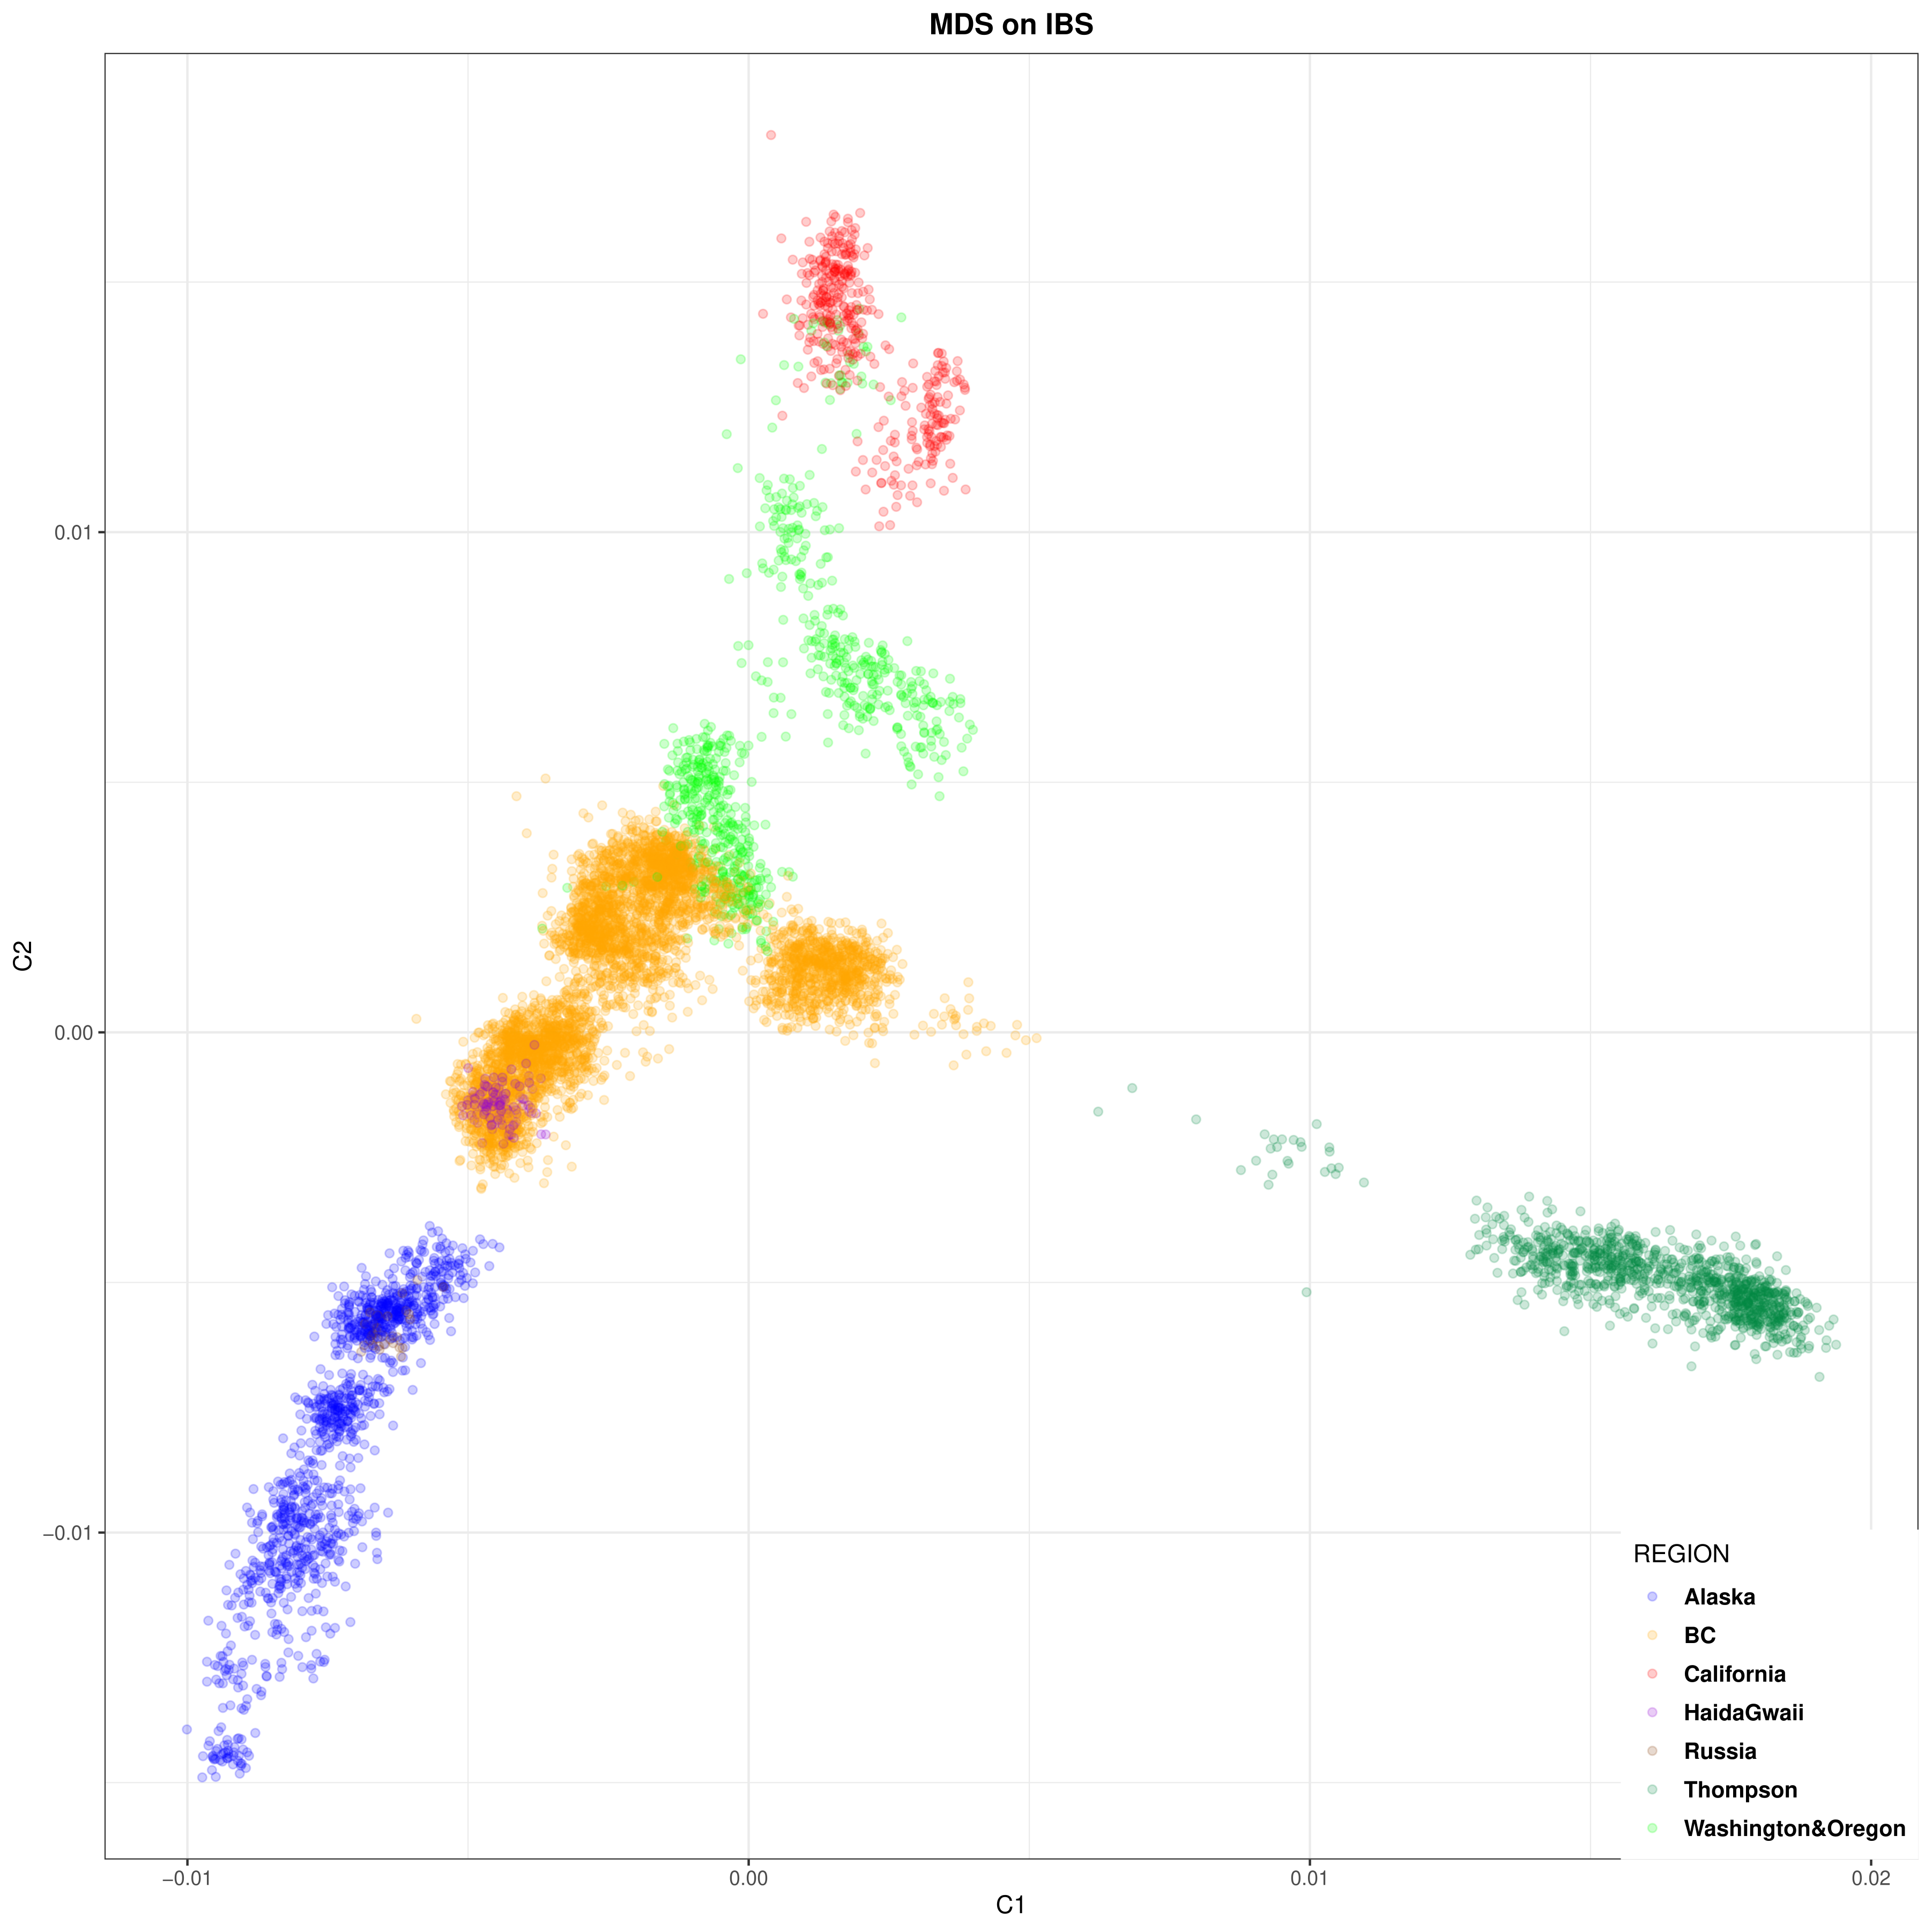 MDS on IBS
C2
0.01
0.00
−0.01
−0.01
0.00
0.01
0.02
C1
REGION
Alaska
BC
California
HaidaGwaii
Russia
Thompson
Washington&Oregon